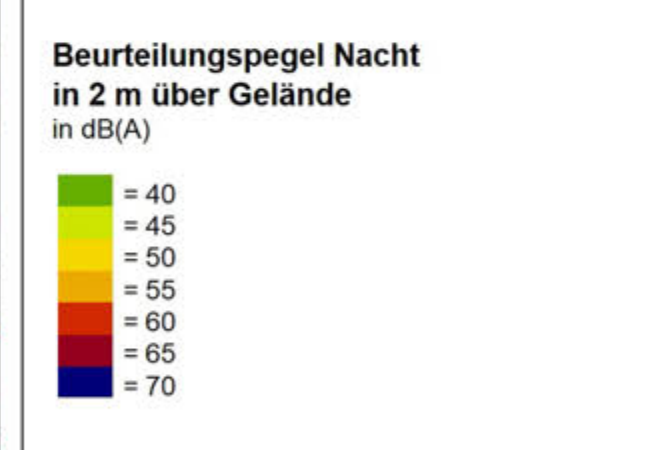 Beurteilungspegel Nacht
in 2 m über Gelände
in dB(A)
= 40
= 45
= 50
= 55
= 60
= 65
= 70